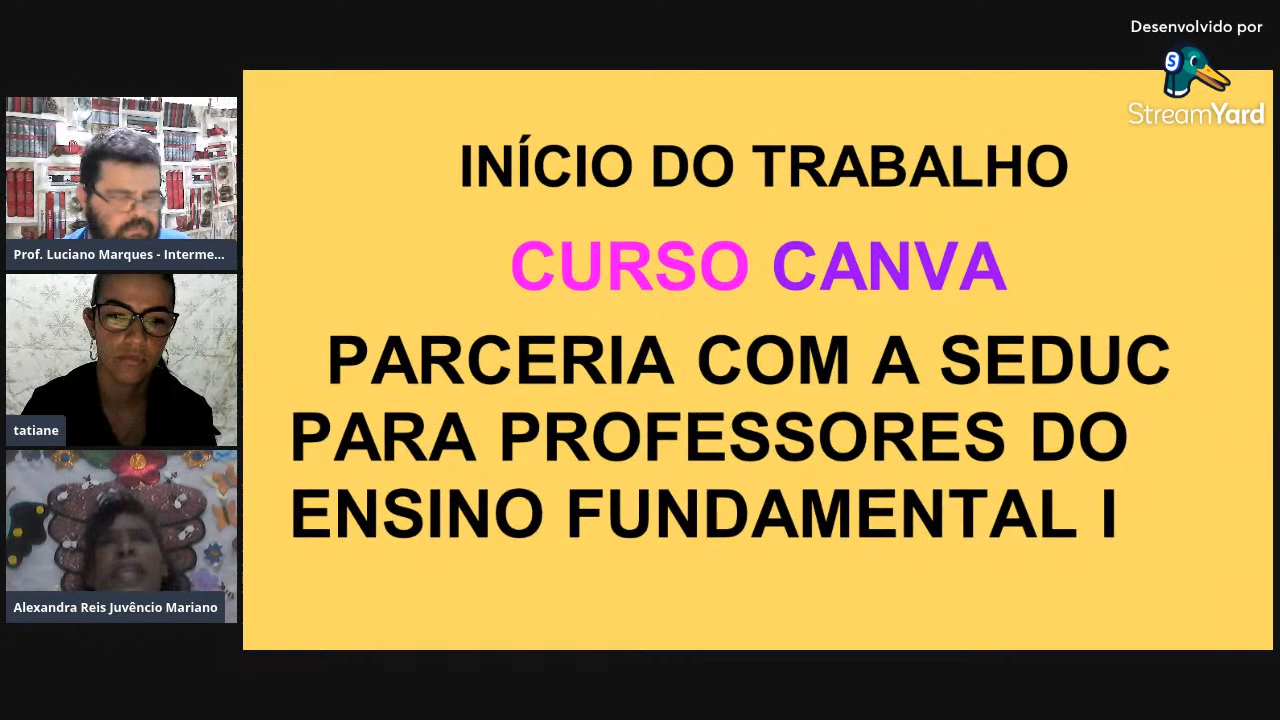 Desenvolvido por
S
StreamYard
INÍCIO DO TRABALHO
CURSO CANVA
PARCERIA COM A SEDUC
PARA PROFESSORES DO
ENSINO FUNDAMENTAL I
Prof. Luciano Marques - Interme...
tatiane
Alexandra Reis Juvêncio Mariano